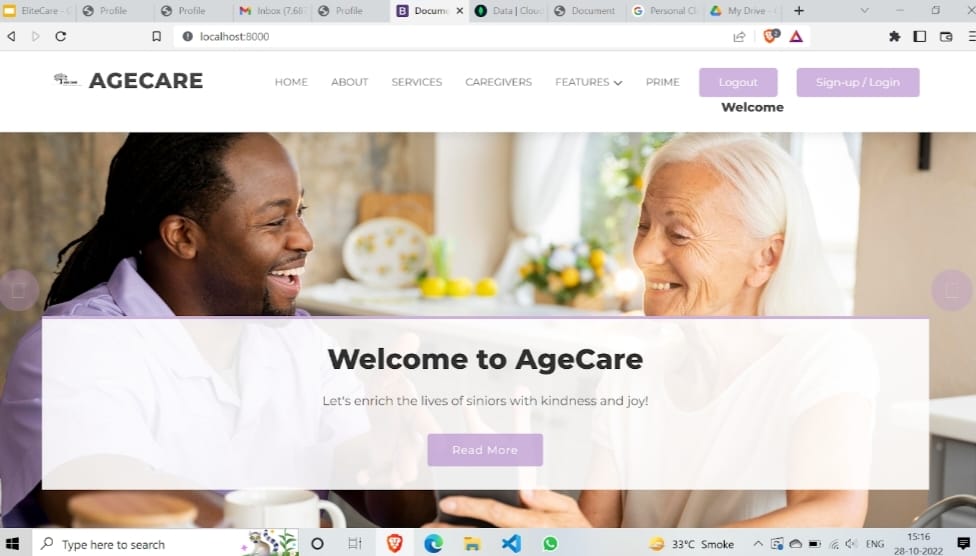 EliteCare - G
Profile
Profile
Inbox (7,687
Profile
Docume
Data | Cloud
Document
Personal Cl
My Drive - G
localhost:8000
AGECARE
HOME
ABOUT
SERVICES
CAREGIVERS
FEATURES
PRIME
Logout
Sign-up / Login
Welcome
Welcome to AgeCare
Let's enrich the lives of siniors with kindness and joy!
Read More
Type here to search
33°C Smoke
ENG
15:16
28-10-2022